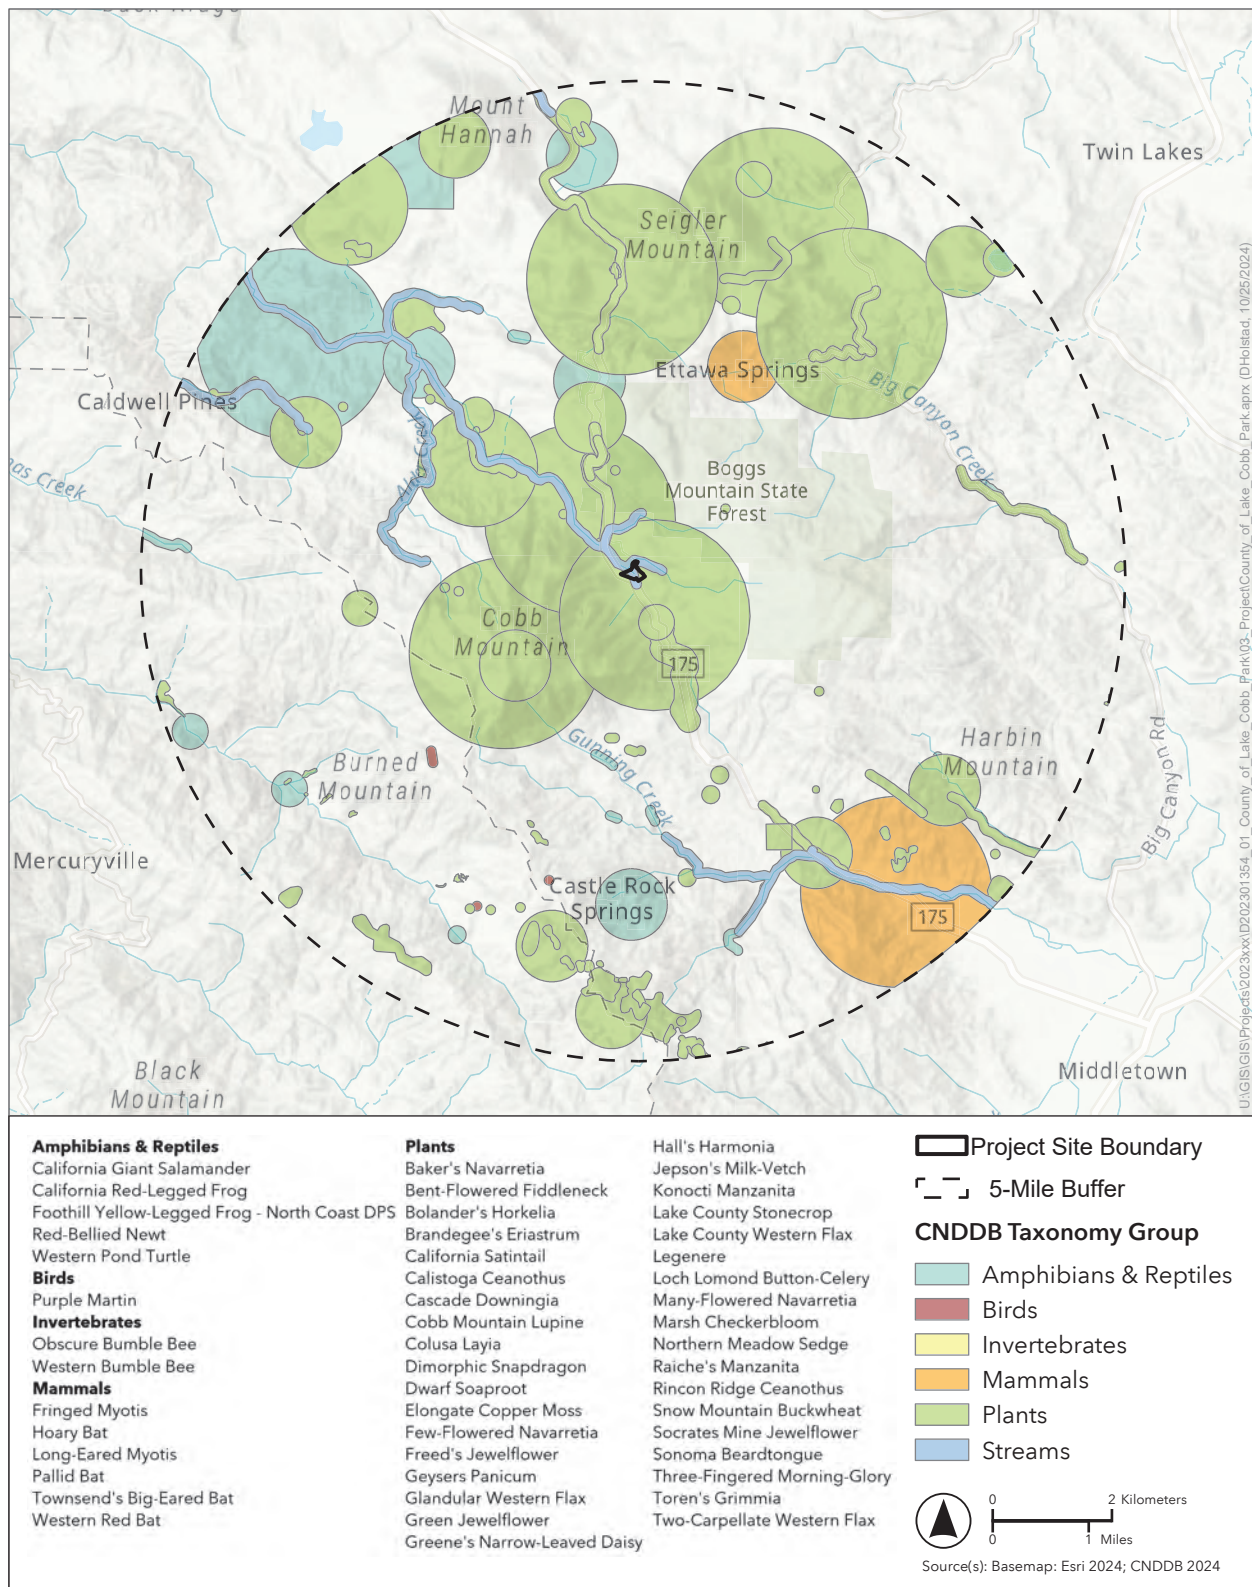 Mount
Hannah
Twin Lakes
Seigler
Mountain
Ettawa Springs
Caldwell Pines
Big Canyon Creek
Alder Creek
Boggs
Mountain State
Forest
nas Creek
Cobb
Mountain
175
Gunning Creek
Harbin
Mountain
Burned
Mountain
Big Canyon Rd
Mercuryville
Castle Rock
Springs
175
Black
Mountain
Middletown
U:\GIS\GIS\Projects\2023xxx\D202301354_01_County_of_Lake_Cobb_Park\03_Project\County_of_Lake_Cobb_Park.aprx (DHolstad, 10/25/2024)
Amphibians & Reptiles
California Giant Salamander
California Red-Legged Frog
Foothill Yellow-Legged Frog - North Coast DPS
Red-Bellied Newt
Western Pond Turtle
Birds
Purple Martin
Invertebrates
Obscure Bumble Bee
Western Bumble Bee
Mammals
Fringed Myotis
Hoary Bat
Long-Eared Myotis
Pallid Bat
Townsend's Big-Eared Bat
Western Red Bat
Plants
Baker's Navarretia
Bent-Flowered Fiddleneck
Bolander's Horkelia
Brandegee's Eriastrum
California Satintail
Calistoga Ceanothus
Cascade Downingia
Cobb Mountain Lupine
Colusa Layia
Dimorphic Snapdragon
Dwarf Soaproot
Elongate Copper Moss
Few-Flowered Navarretia
Freed's Jewelflower
Geysers Panicum
Glandular Western Flax
Green Jewelflower
Greene's Narrow-Leaved Daisy
Hall's Harmonia
Jepson's Milk-Vetch
Konocti Manzanita
Lake County Stonecrop
Lake County Western Flax
Legenere
Loch Lomond Button-Celery
Many-Flowered Navarretia
Marsh Checkerbloom
Northern Meadow Sedge
Raiche's Manzanita
Rincon Ridge Ceanothus
Snow Mountain Buckwheat
Socrates Mine Jewelflower
Sonoma Beardtongue
Three-Fingered Morning-Glory
Toren's Grimmia
Two-Carpellate Western Flax
Project Site Boundary
5-Mile Buffer
CNDDB Taxonomy Group
Amphibians & Reptiles
Birds
Invertebrates
Mammals
Plants
Streams
0 2 Kilometers
0 1 Miles
Source(s): Basemap: Esri 2024; CNDDB 2024